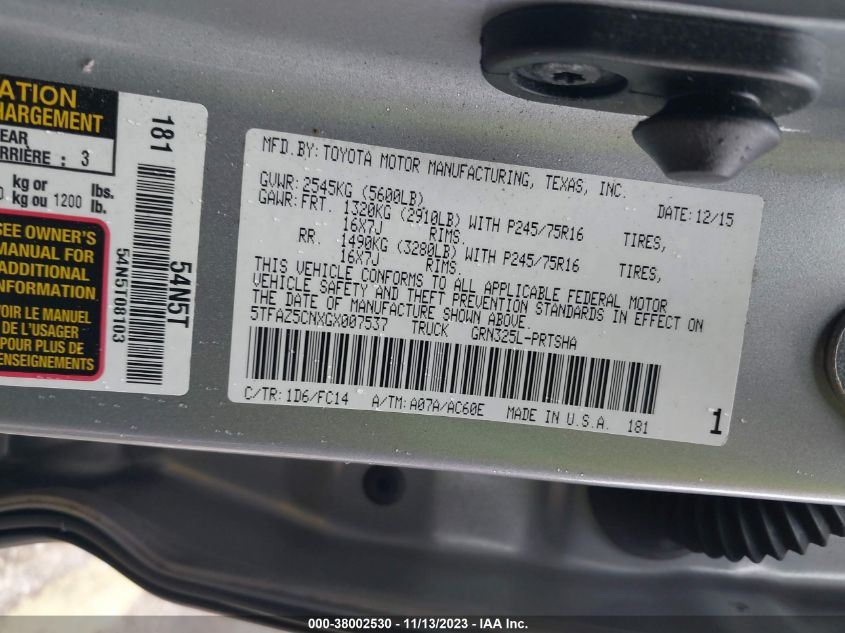 ATION
HARGEMENT
EAR
RRIÈRE : 3
kg or lbs.
kg ou 1200 lb.
SEE OWNER'S
MANUAL FOR
ADDITIONAL
INFORMATION
VOIR LE MANUEL
DE L'USAGER
POUR PLUS DE
RENSEIGNEMENTS
181
54N5T08103
54N5T
MFD.BY:TOYOTA MOTOR MANUFACTURING, TEXAS, INC.
GVWR:2545KG (5600LB) DATE:12/15
GAWR:FRT. 1320KG (2910LB) WITH P245/75R16 TIRES,
16X7J RIMS,
RR. 1490KG (3280LB) WITH P245/75R16 TIRES,
16X7J RIMS.
THIS VEHICLE CONFORMS TO ALL APPLICABLE FEDERAL MOTOR
VEHICLE SAFETY AND THEFT PREVENTION STANDARDS IN EFFECT ON
THE DATE OF MANUFACTURE SHOWN ABOVE.
5TFAZ5CNXGX007537 TRUCK GRN325L-PRTSHA
C/TR:1D6/FC14 A/TM:A07A/AC60E MADE IN U.S.A. 181 1
000-38002530 - 11/13/2023 - IAA Inc.